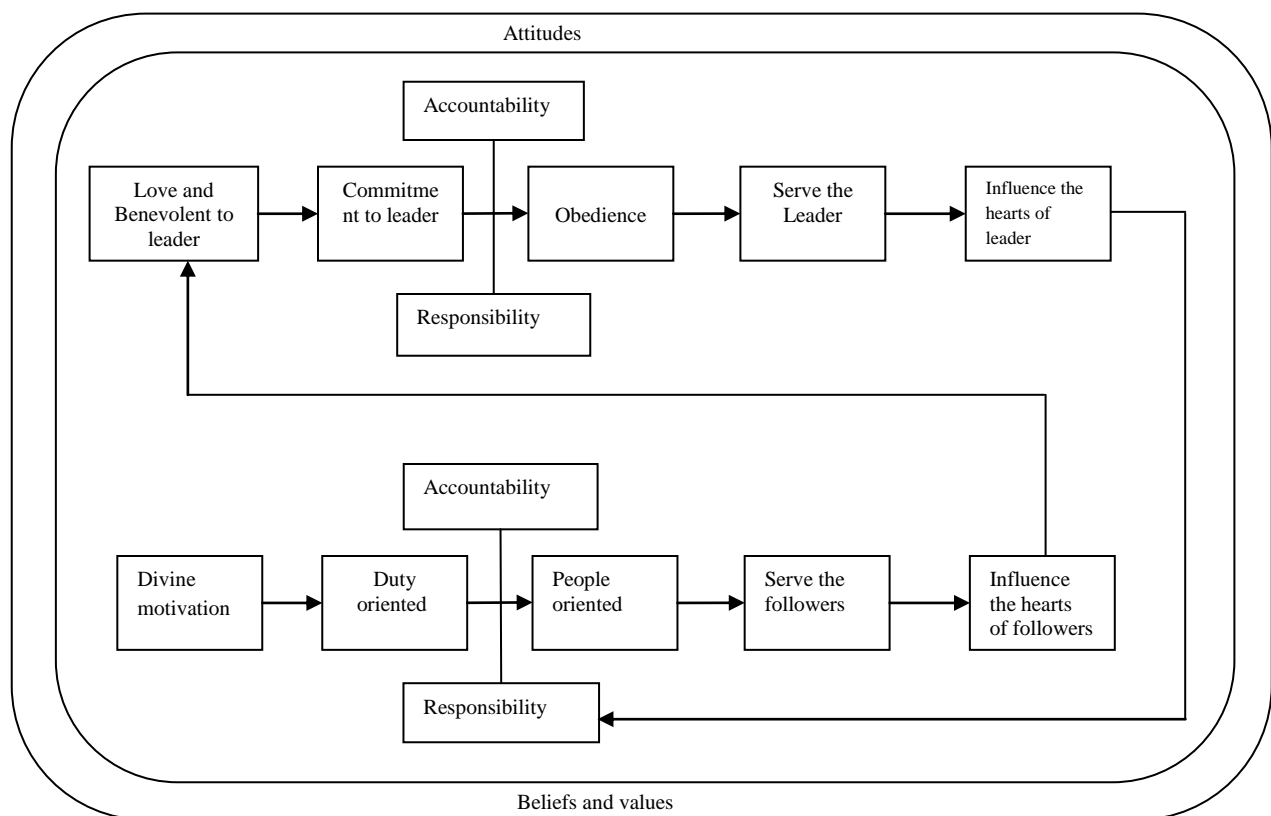 Attitudes
Accountability
Love and
Benevolent to
leader
Commitme
nt to leader
Obedience
Serve the
Leader
Influence the
hearts of
leader
Responsibility
Accountability
Divine
motivation
Duty
oriented
People
oriented
Serve the
followers
Influence
the hearts
of followers
Responsibility
Beliefs and values